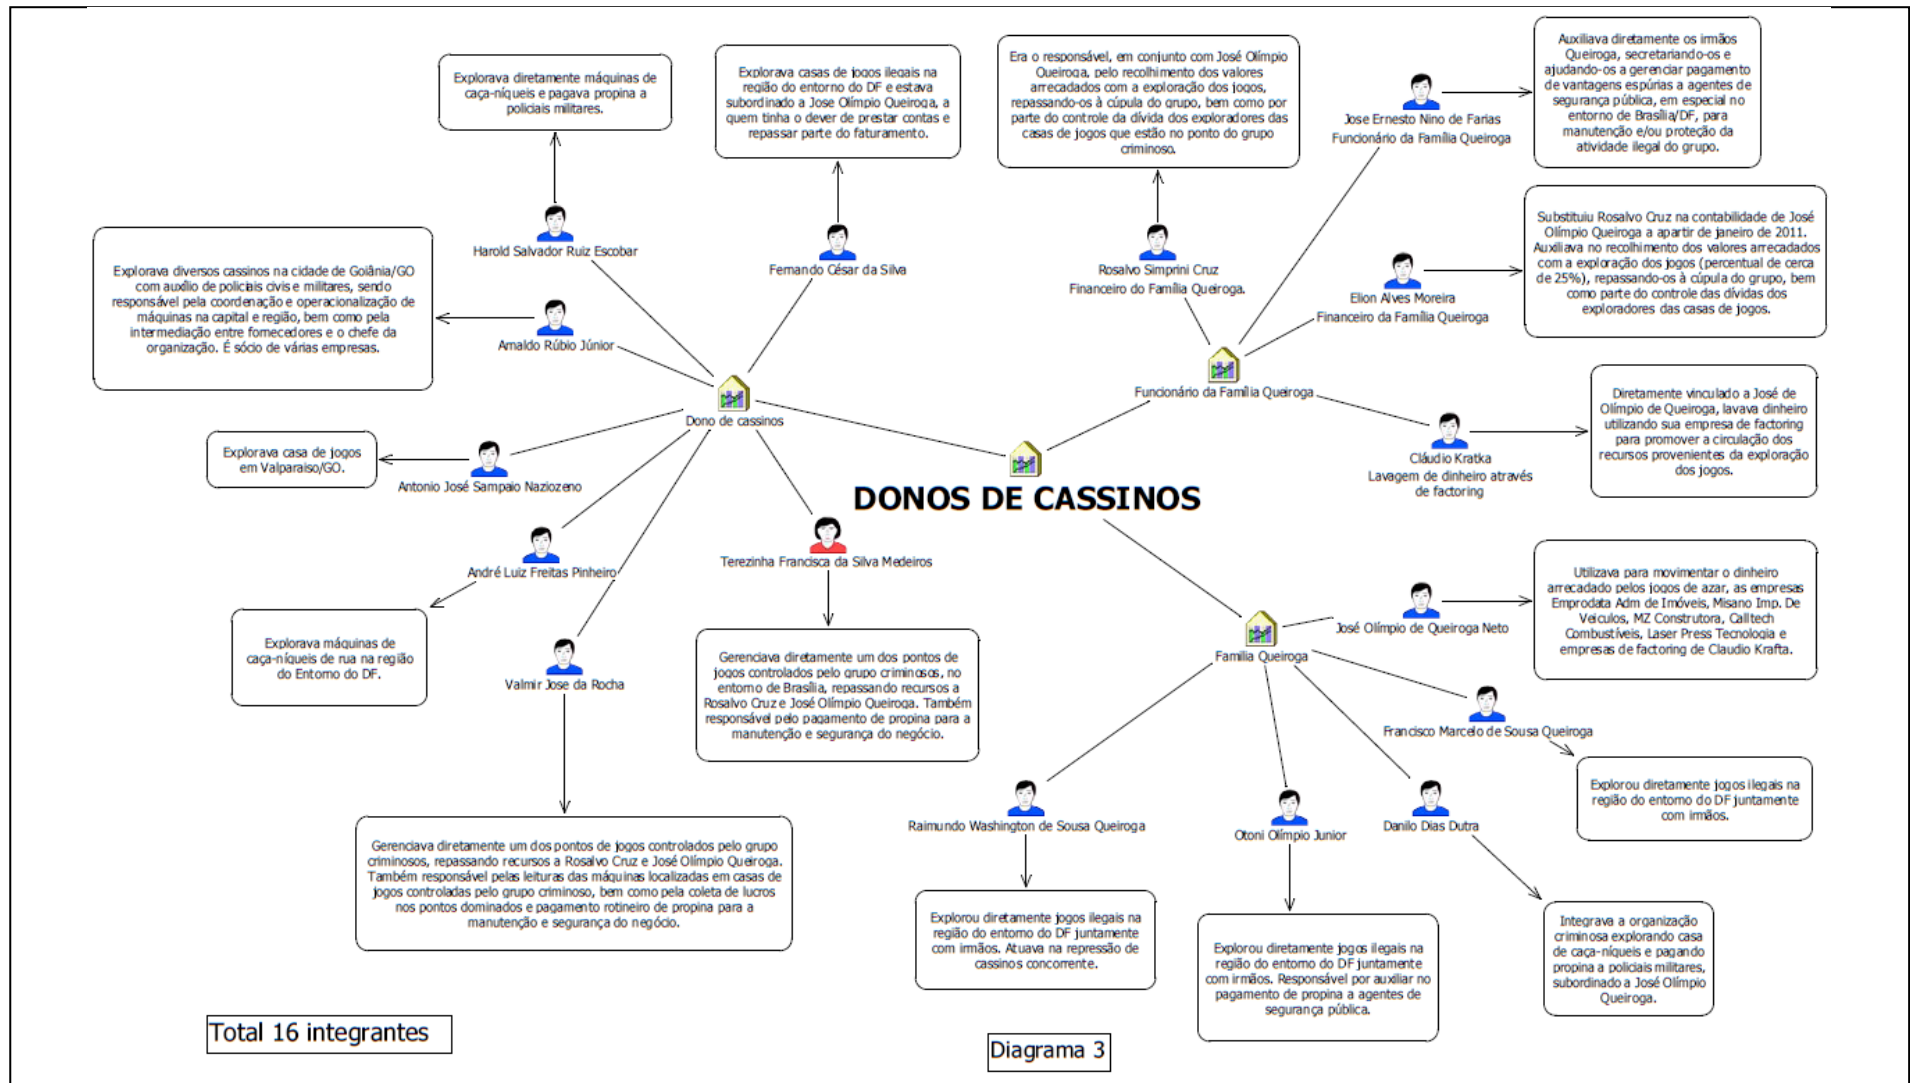 Explorava diretamente máquinas de
caça-níqueis e pagava propina a
policiais militares.
Harold Salvador Ruiz Escobar
Explorava casas de jogos ilegais na
região do entorno do DF e estava
subordinado a Jose Olímpio Queiroga, a
quem tinha o dever de prestar contas e
repassar parte do faturamento.
Fernando César da Silva
Era o responsável, em conjunto com José Olímpio
Queiroga, pelo recolhimento dos valores
arrecadados com a exploração dos jogos,
repassando-os à cúpula do grupo, bem como por
parte do controle da dívida dos exploradores das
casas de jogos que estão no ponto do grupo
criminoso.
Rosalvo Simprini Cruz
Financeiro do Família Queiroga.
Auxiliava diretamente os irmãos
Queiroga, secretariando-os e
ajudando-os a gerenciar pagamento
de vantagens espúrias a agentes de
segurança pública, em especial no
entorno de Brasília/DF, para
manutenção e/ou proteção da
atividade ilegal do grupo.
Jose Ernesto Nino de Farias
Funcionário da Família Queiroga
Substituiu Rosalvo Cruz na contabilidade de José
Olímpio Queiroga a apartir de janeiro de 2011.
Auxiliava no recolhimento dos valores arrecadados
com a exploração dos jogos (percentual de cerca
de 25%), repassando-os à cúpula do grupo, bem
como parte do controle das dívidas dos
exploradores das casas de jogos.
Elion Alves Moreira
Financeiro da Família Queiroga
Explorava diversos cassinos na cidade de Goiânia/GO
com auxílio de policiais civis e militares, sendo
responsável pela coordenação e operacionalização de
máquinas na capital e região, bem como pela
intermediação entre fornecedores e o chefe da
organização. É sócio de várias empresas.
Arnaldo Rúbio Júnior
Dono de cassinos
Funcionário da Família Queiroga
Diretamente vinculado a José de
Olímpio de Queiroga, lavava dinheiro
utilizando sua empresa de factoring
para promover a circulação dos
recursos provenientes da exploração
dos jogos.
Cláudio Kratka
Lavagem de dinheiro através
de factoring
Explorava casa de jogos
em Valparaiso/GO.
Antonio José Sampaio Naziozeno
DONOS DE CASSINOS
André Luiz Freitas Pinheiro
Terezinha Francisca da Silva Medeiros
Explorava máquinas de
caça-níqueis de rua na região
do Entorno do DF.
Valmir Jose da Rocha
Gerenciava diretamente um dos pontos de
jogos controlados pelo grupo criminosos, no
entorno de Brasília, repassando recursos a
Rosalvo Cruz e José Olímpio Queiroga. Também
responsável pelo pagamento de propina para a
manutenção e segurança do negócio.
Utilizava para movimentar o dinheiro
arrecadado pelos jogos de azar, as empresas
Emprodata Adm de Imóveis, Misano Imp. De
Veiculos, MZ Construtora, Calltech
Combustíveis, Laser Press Tecnologia e
empresas de factoring de Claudio Krafta.
José Olímpio de Queiroga Neto
Familia Queiroga
Francisco Marcelo de Sousa Queiroga
Explorou diretamente jogos ilegais na
região do entorno do DF juntamente
com irmãos.
Raimundo Washington de Sousa Queiroga
Otoni Olímpio Junior
Danilo Dias Dutra
Gerenciava diretamente um dos pontos de jogos controlados pelo grupo
criminosos, repassando recursos a Rosalvo Cruz e José Olímpio Queiroga.
Também responsável pelas leituras das máquinas localizadas em casas de
jogos controladas pelo grupo criminoso, bem como pela coleta de lucros
nos pontos dominados e pagamento rotineiro de propina para a
manutenção e segurança do negócio.
Explorou diretamente jogos ilegais na
região do entorno do DF juntamente
com irmãos. Atuava na repressão de
cassinos concorrente.
Explorou diretamente jogos ilegais na
região do entorno do DF juntamente
com irmãos. Responsável por auxiliar no
pagamento de propina a agentes de
segurança pública.
Integrava a organização
criminosa explorando casa
de caça-níqueis e pagando
propina a policiais militares,
subordinado a José Olímpio
Queiroga.
Total 16 integrantes
Diagrama 3